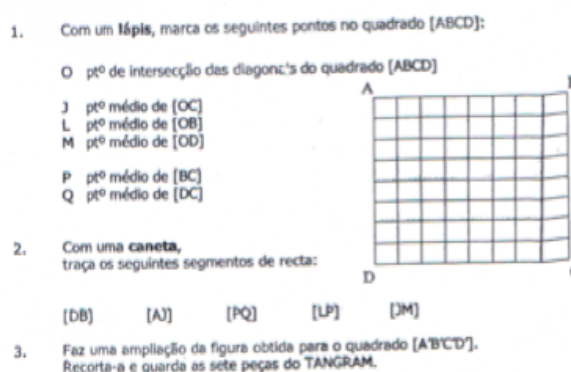 1. Com um lápis, marca os seguintes pontos no quadrado [ABCD]:
O ptº de intersecção das diagonais do quadrado [ABCD]
J ptº médio de [OC]
L ptº médio de [OB]
M ptº médio de [OD]
P ptº médio de [BC]
Q ptº médio de [DC]
A
D
2. Com uma caneta,
traça os seguintes segmentos de recta:
[DB] [AJ] [PQ] [LP] [JM]
3. Faz uma ampliação da figura obtida para o quadrado [A'B'C'D'].
Recorta-a e guarda as sete peças do TANGRAM.